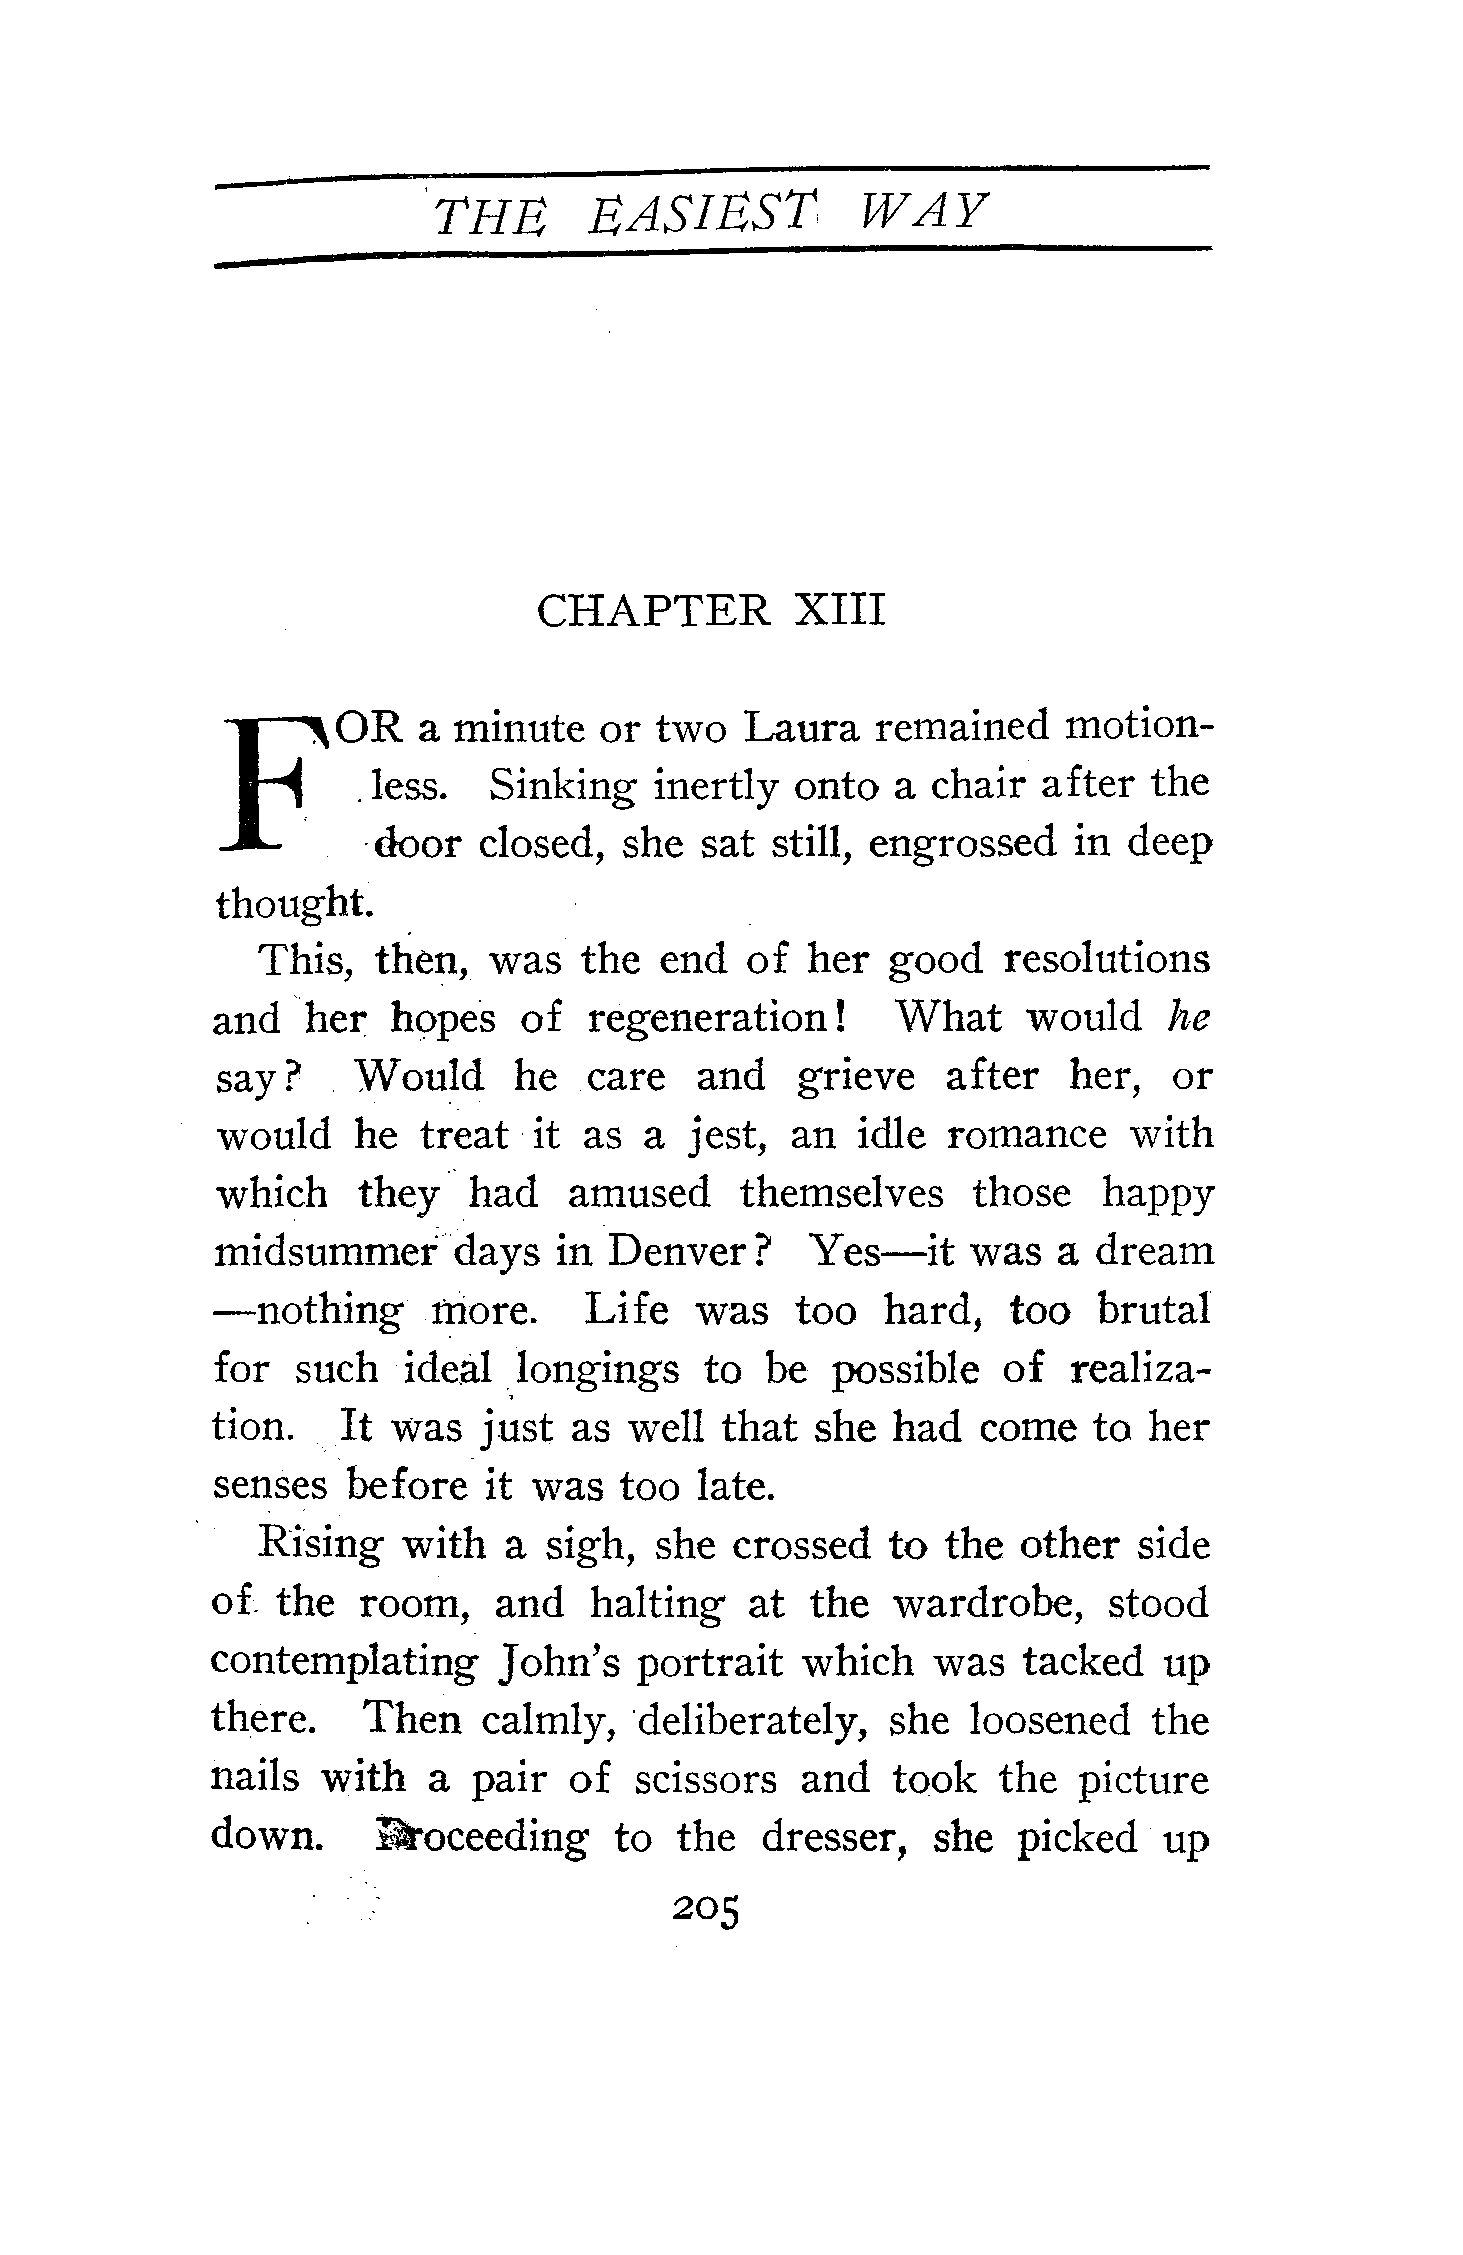 THE EASIEST WAY
CHAPTER XIII
FOR a minute or two Laura remained motion-
less. Sinking inertly onto a chair after the
door closed, she sat still, engrossed in deep
thought.
This, then, was the end of her good resolutions
and her hopes of regeneration! What would he
say? Would he care and grieve after her, or
would he treat it as a jest, an idle romance with
which they had amused themselves those happy
midsummer days in Denver? Yes—it was a dream
—nothing more. Life was too hard, too brutal
for such ideal longings to be possible of realiza-
tion. It was just as well that she had come to her
senses before it was too late.
Rising with a sigh, she crossed to the other side
of the room, and halting at the wardrobe, stood
contemplating John's portrait which was tacked up
there. Then calmly, deliberately, she loosened the
nails with a pair of scissors and took the picture
down. Proceeding to the dresser, she picked up
205